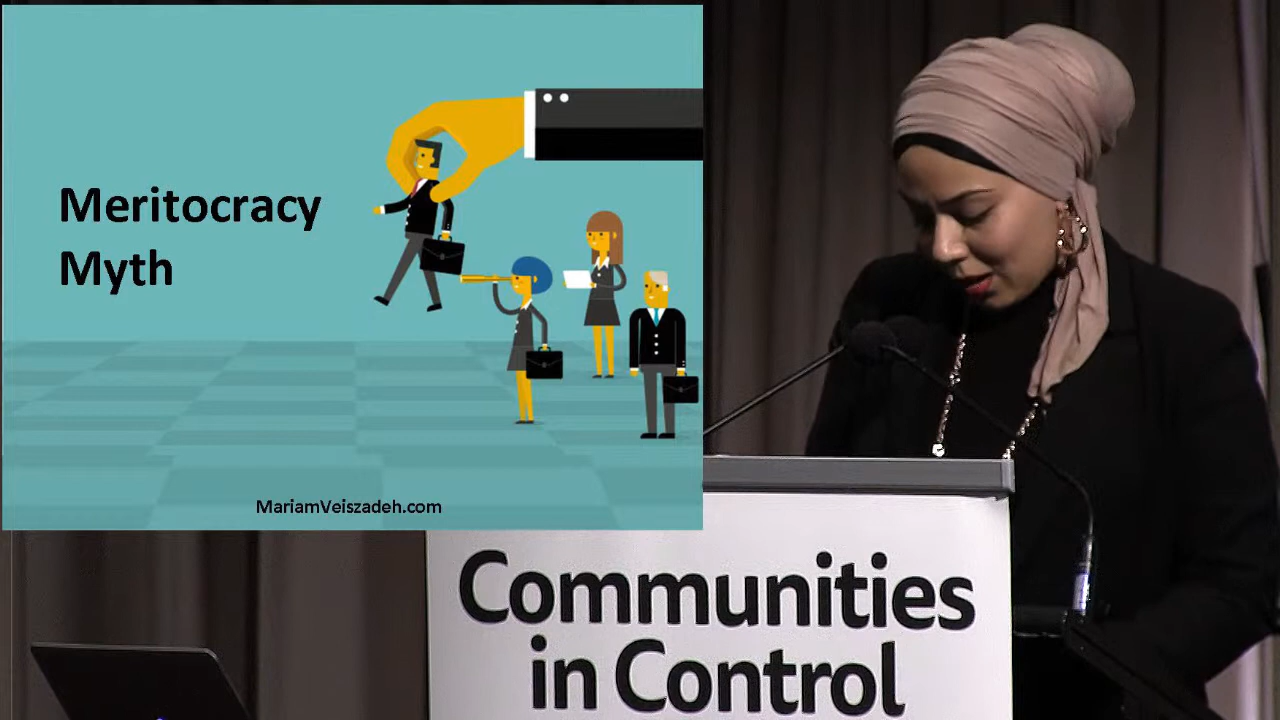 Meritocracy
Myth
MariamVeiszadeh.com
Communities
in Control